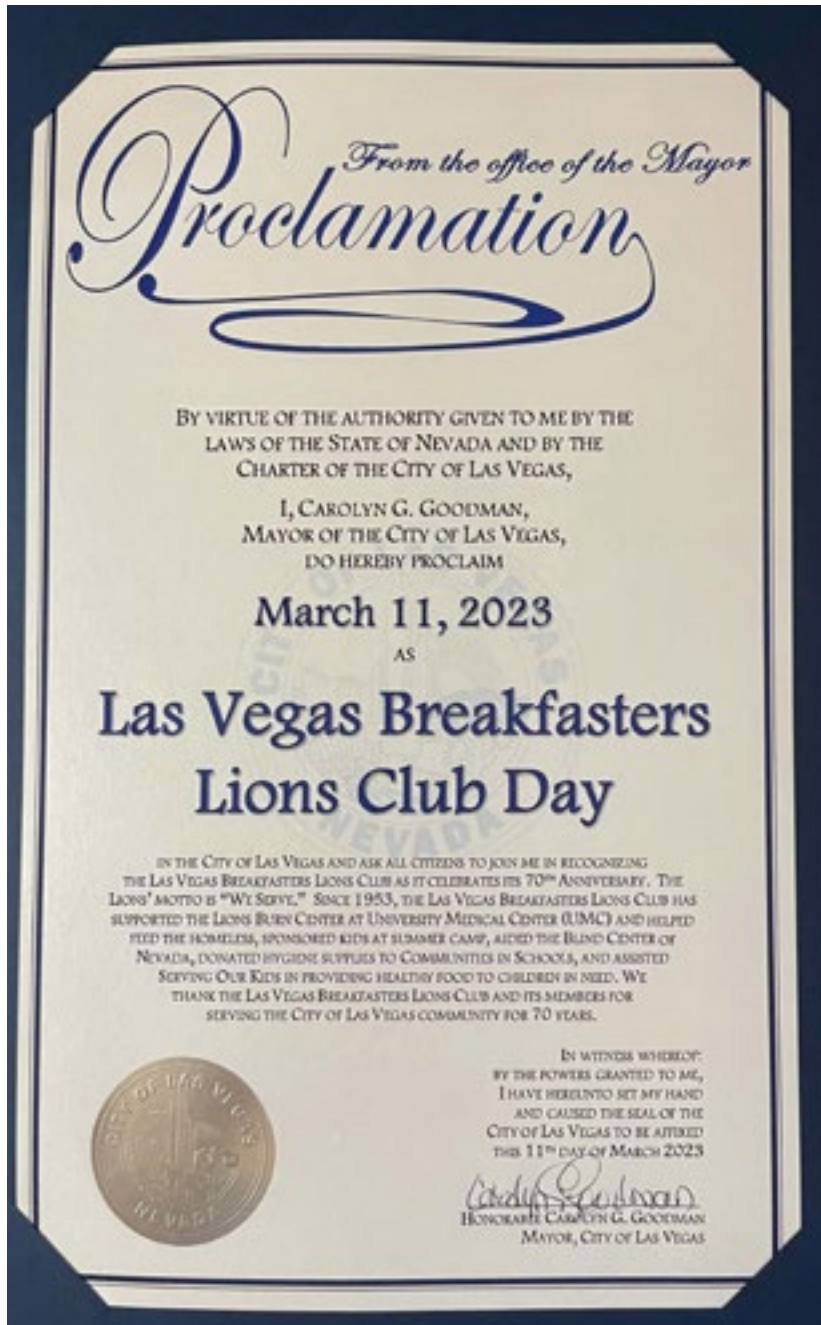 From the office of the Mayor
Proclamation
BY VIRTUE OF THE AUTHORITY GIVEN TO ME BY THE
LAWS OF THE STATE OF NEVADA AND BY THE
CHARTER OF THE CITY OF LAS VEGAS,
I, CAROLYN G. GOODMAN,
MAYOR OF THE CITY OF LAS VEGAS,
DO HEREBY PROCLAIM
March 11, 2023
AS
Las Vegas Breakfasters
Lions Club Day
IN THE CITY OF LAS VEGAS AND ASK ALL CITIZENS TO JOIN ME IN RECOGNIZING
THE LAS VEGAS BREAKFASTERS LIONS CLUB AS IT CELEBRATES ITS 70TH ANNIVERSARY. THE
LIONS' MOTTO IS "WE SERVE." SINCE 1953, THE LAS VEGAS BREAKFASTERS LIONS CLUB HAS
SUPPORTED THE LIONS BURN CENTER AT UNIVERSITY MEDICAL CENTER (UMC) AND HELPED
FEED THE HOMELESS, SPONSORED KIDS AT SUMMER CAMP, AIDED THE BLIND CENTER OF
NEVADA, DONATED HYGIENE SUPPLIES TO COMMUNITIES IN SCHOOLS, AND ASSISTED
SERVING OUR KIDS IN PROVIDING HEALTHY FOOD TO CHILDREN IN NEED. WE
THANK THE LAS VEGAS BREAKFASTERS LIONS CLUB AND ITS MEMBERS FOR
SERVING THE CITY OF LAS VEGAS COMMUNITY FOR 70 YEARS.
IN WITNESS WHEREOF:
BY THE POWERS GRANTED TO ME,
I HAVE HEREUNTO SET MY HAND
AND CAUSED THE SEAL OF THE
CITY OF LAS VEGAS TO BE AFFIXED
THIS 11TH DAY OF MARCH 2023
Carolyn G. Goodman
HONORABLE CAROLYN G. GOODMAN
MAYOR, CITY OF LAS VEGAS
CITY OF LAS VEGAS
NEVADA
CITY OF LAS VEGAS
NEVADA